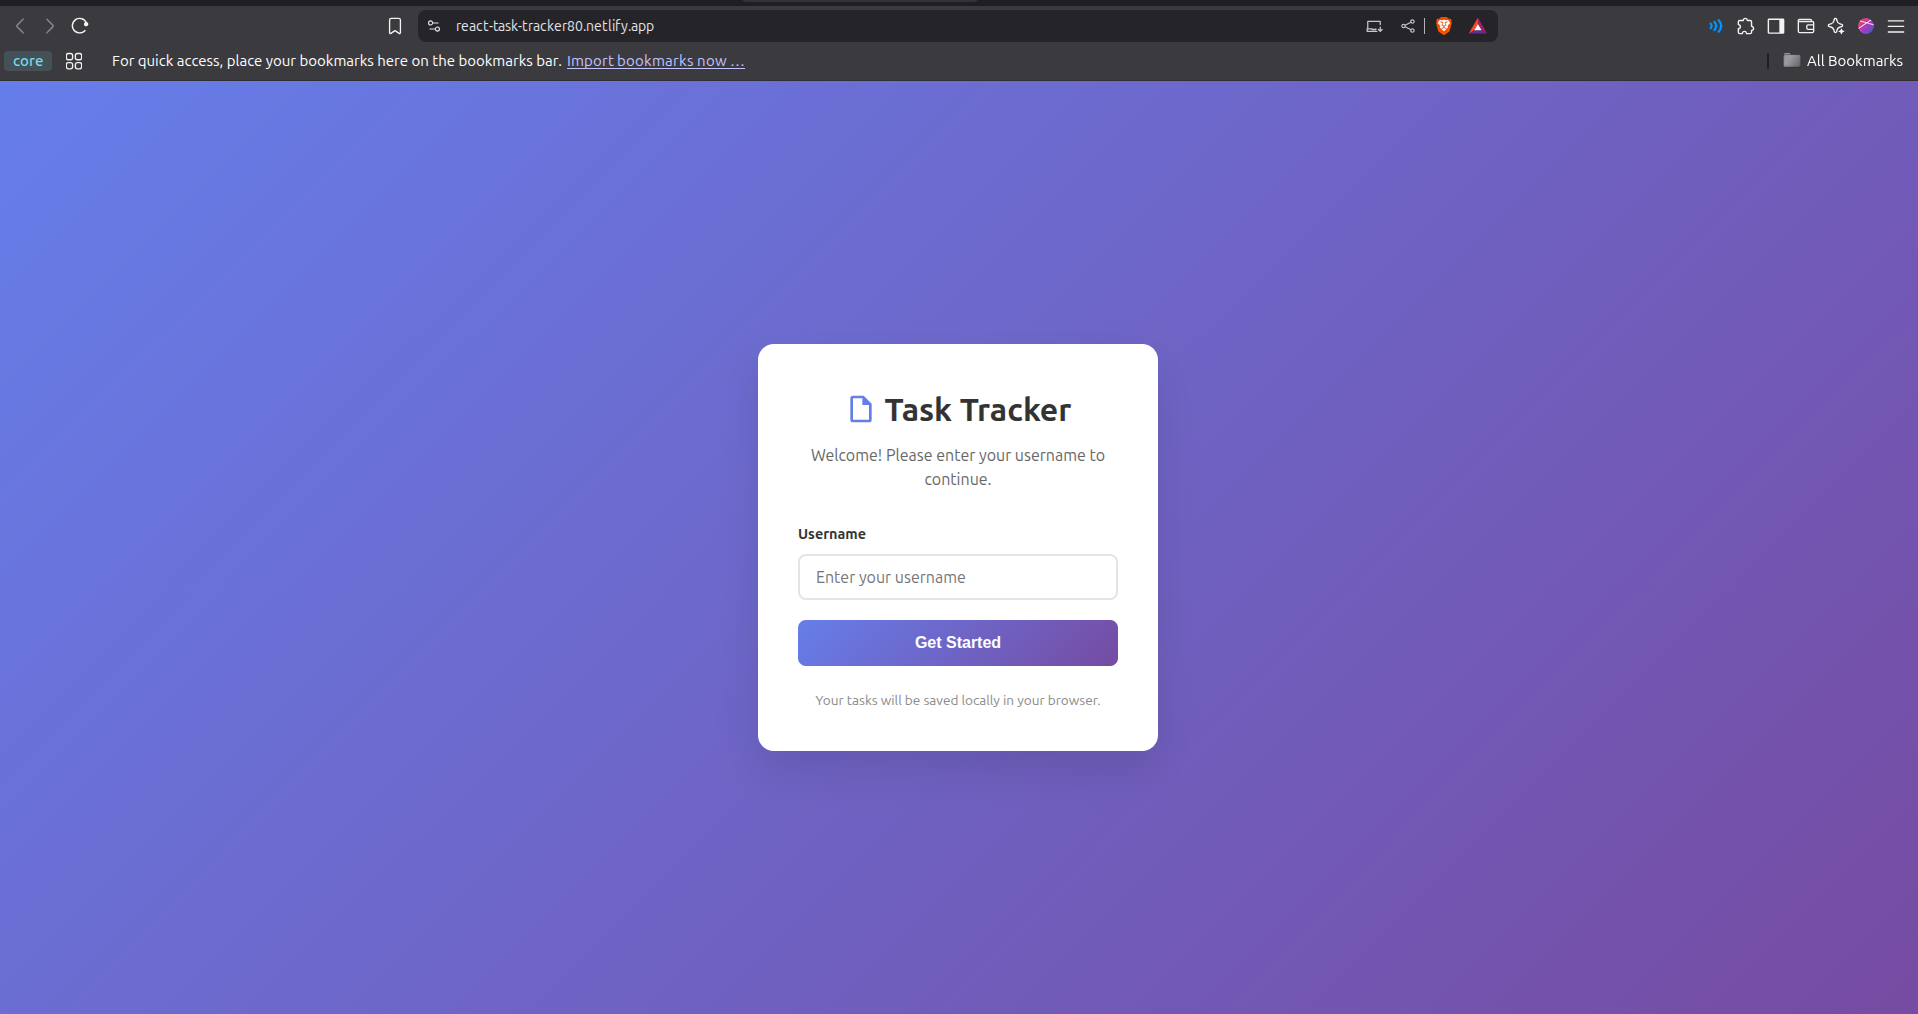 react-task-tracker80.netlify.app
core
For quick access, place your bookmarks here on the bookmarks bar. Import bookmarks now ...
All Bookmarks
Task Tracker
Welcome! Please enter your username to
continue.
Username
Enter your username
Get Started
Your tasks will be saved locally in your browser.